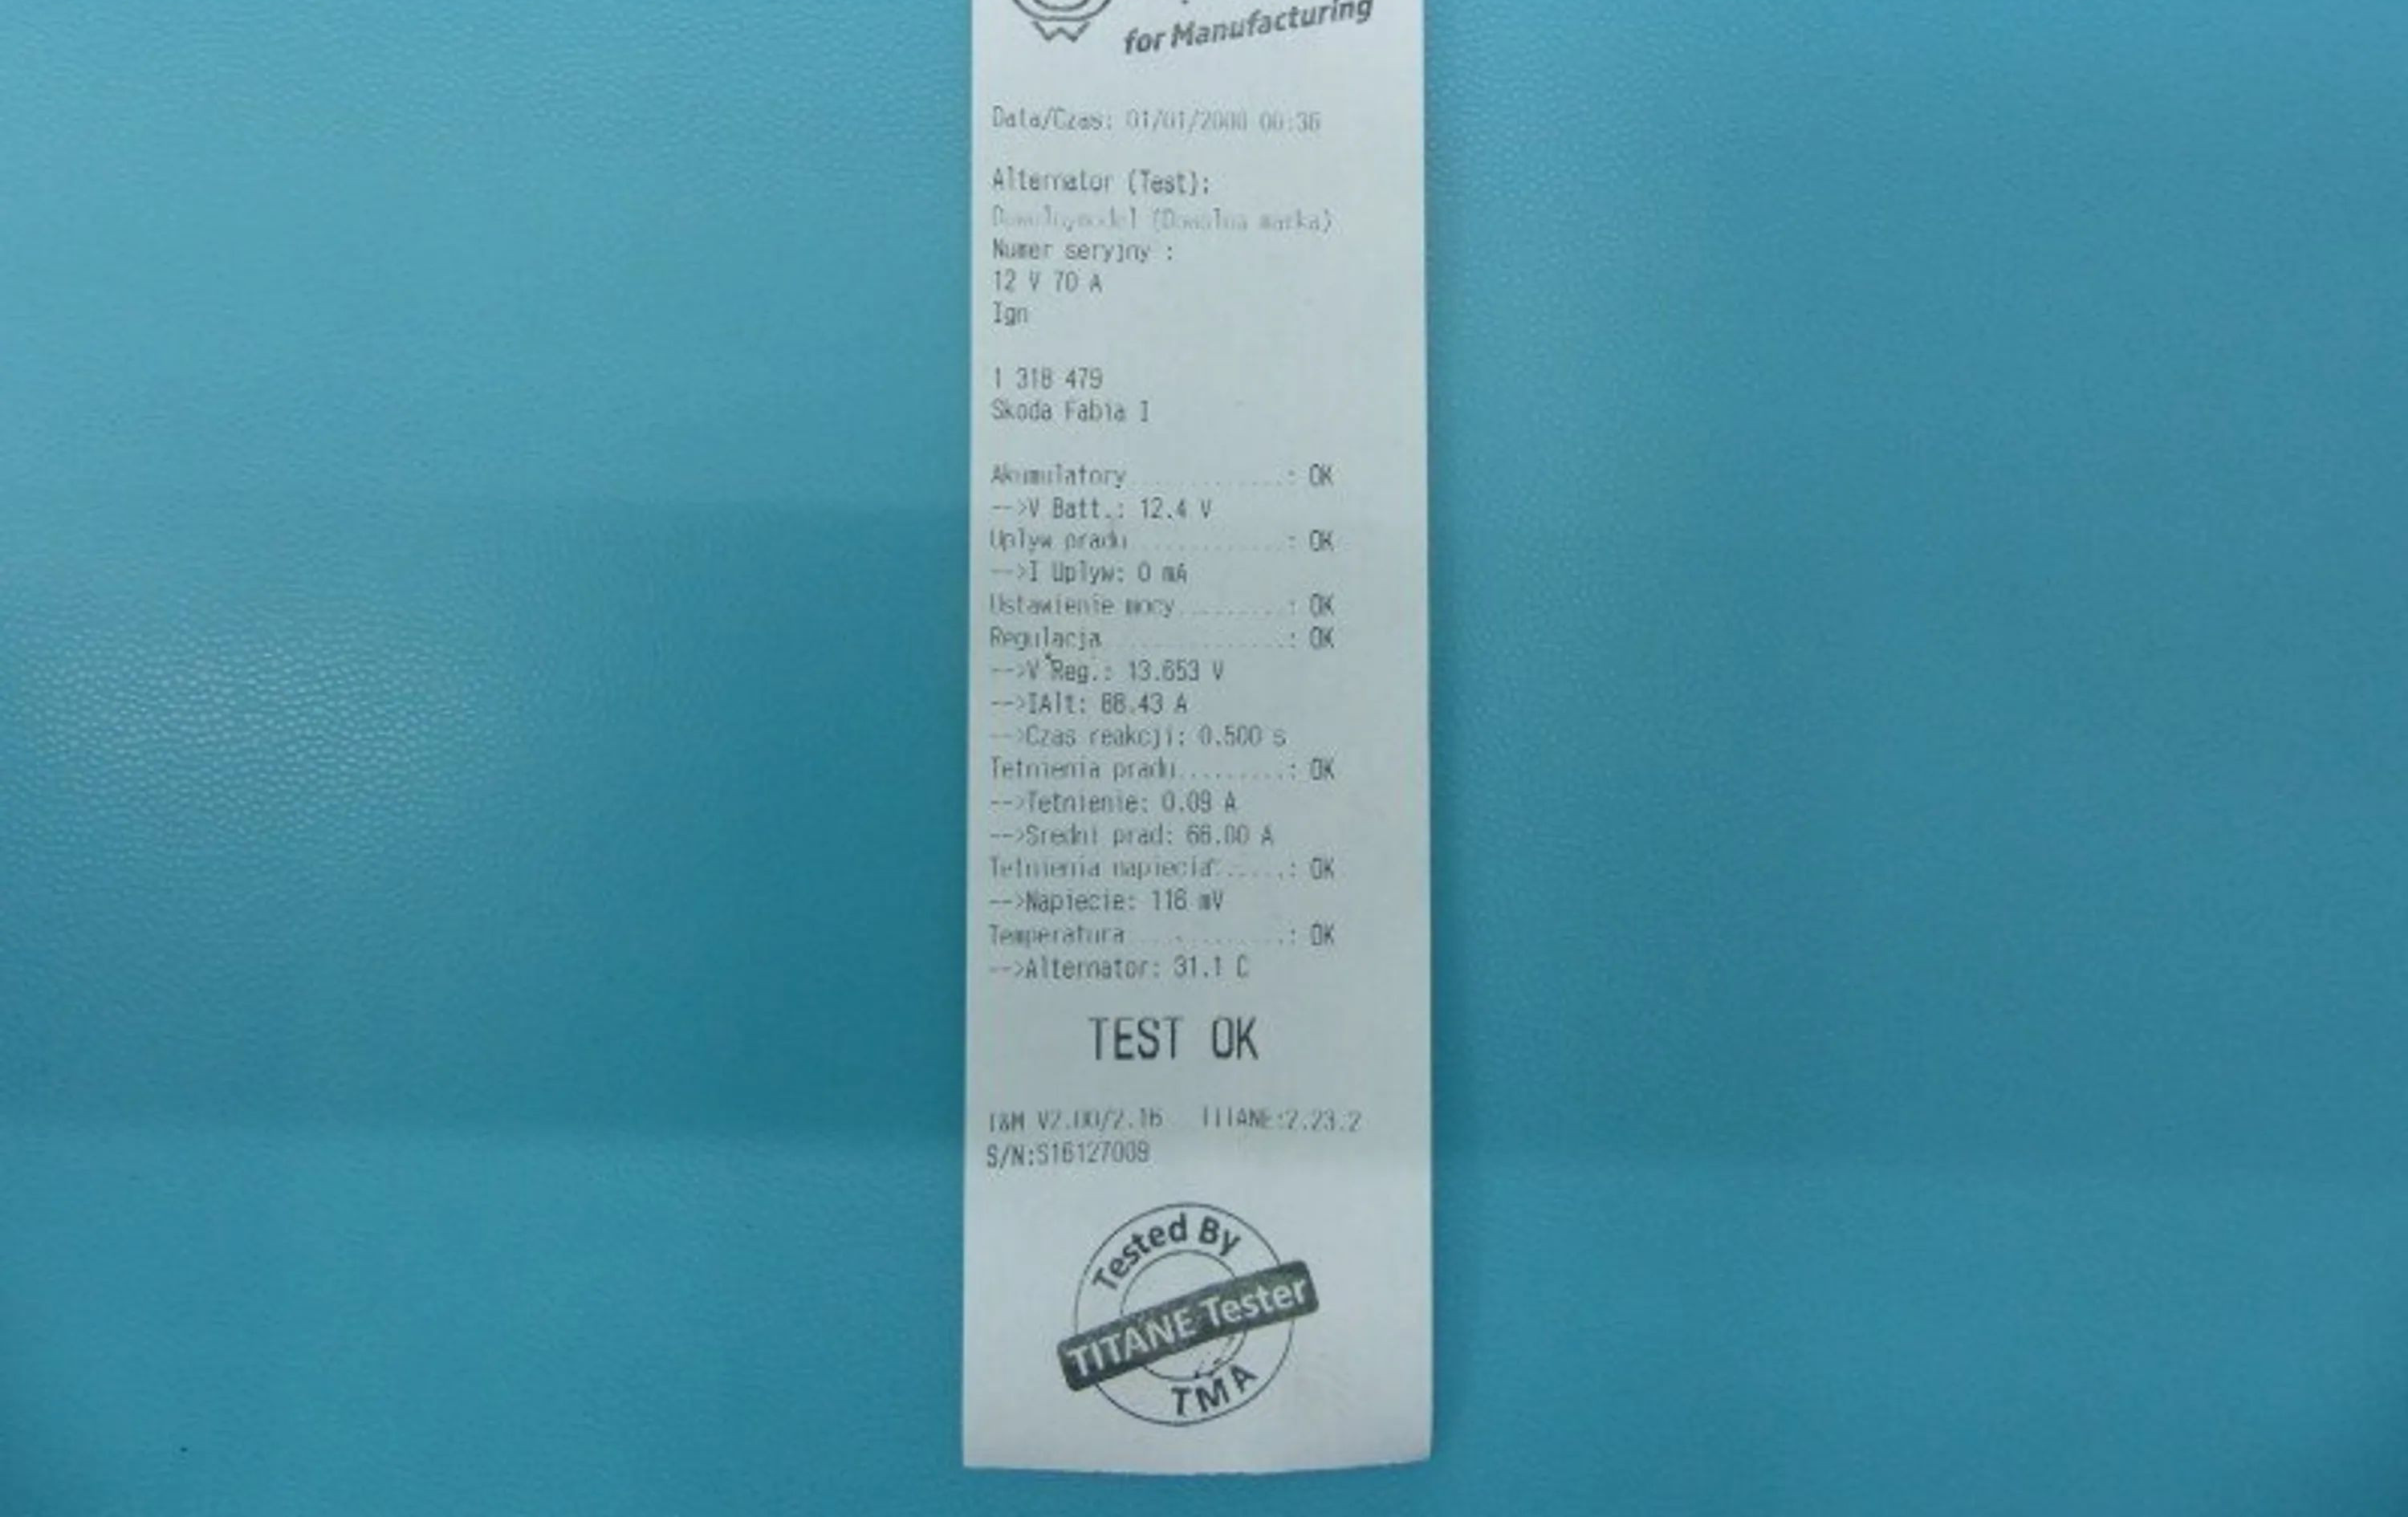 for Manufacturing
Data/Czas: 01/01/2000 00:36
Alternator (Test):
(Dowolna marka)
Numer seryjny :
12 V 70 A
Ign
1 318 479
Skoda Fabia I
Akumulatory............: OK
-->V Batt.: 12.4 V
Uplyw pradu............: OK
-->I Uplyw: 0 mA
Ustawienie mocy.........: OK
Regulacja..............: OK
-->V Reg.: 13.653 V
-->IAlt: 
-->Czas reakcji: 0.500 s
Tetnienia pradu.........: OK
-->Tetnienie: 0.09 A
-->Sredni prad: 66.00 A
Tetnienia napiecia......: OK
-->Napiecie: 116 mV
Temperatura............: OK
-->Alternator: 31.1 C
TEST OK
T&M V2.00/2.16 TITANE:2.23.2
S/N:S16127009
Tested By
TITANE Tester
TMA